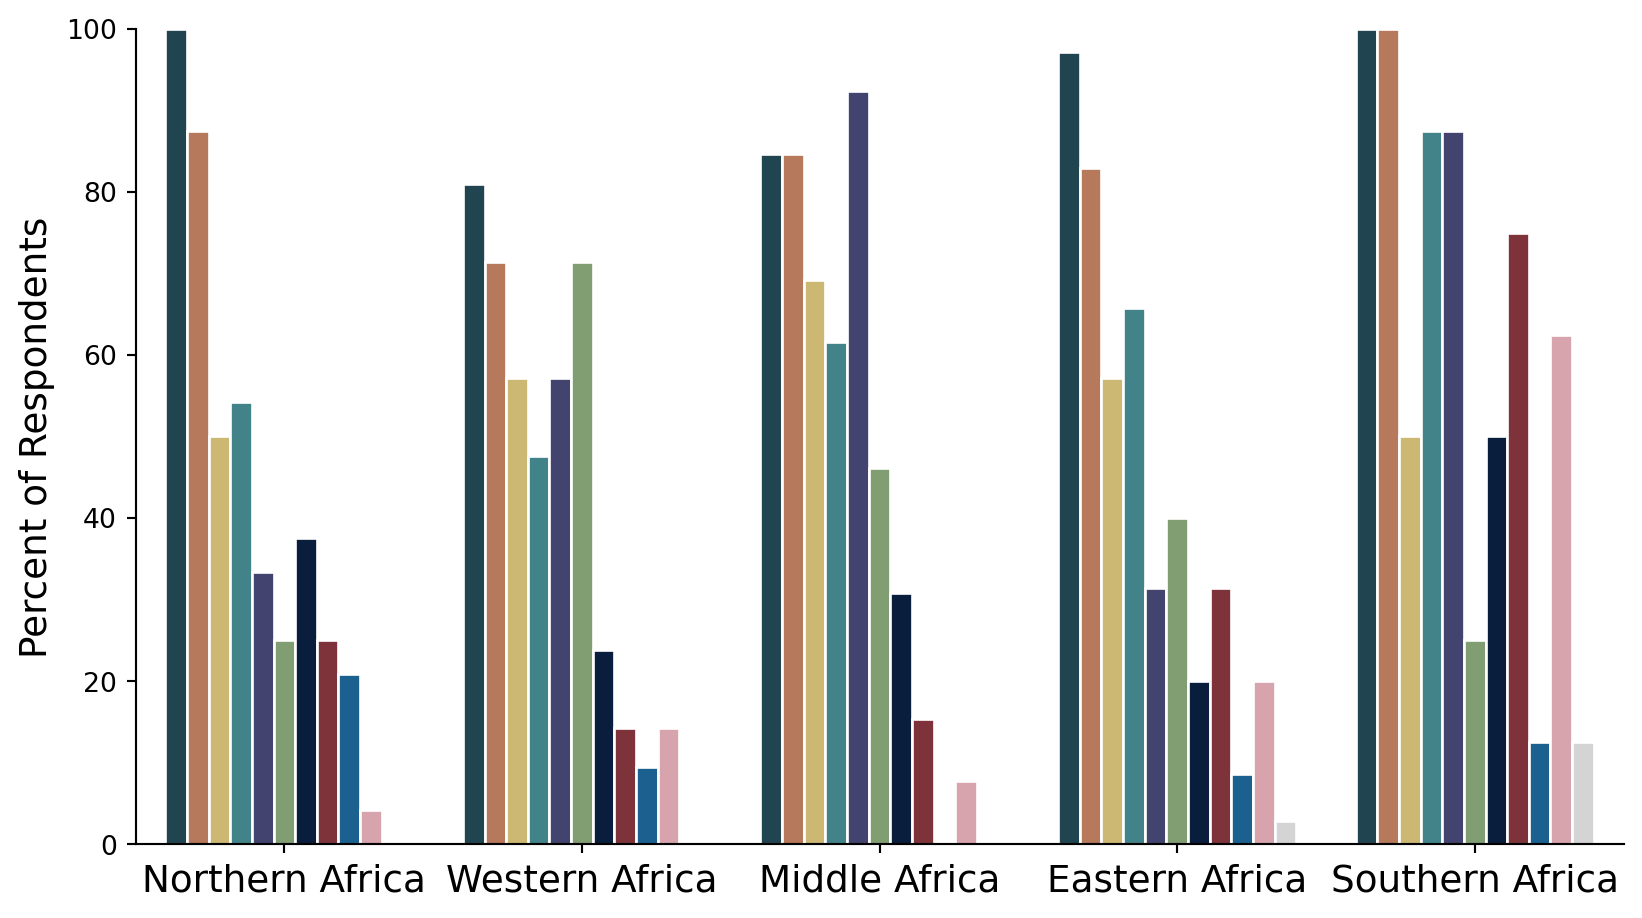 Percent of Respondents
100
80
60
40
20
0
Northern Africa
Western Africa
Middle Africa
Eastern Africa
Southern Africa